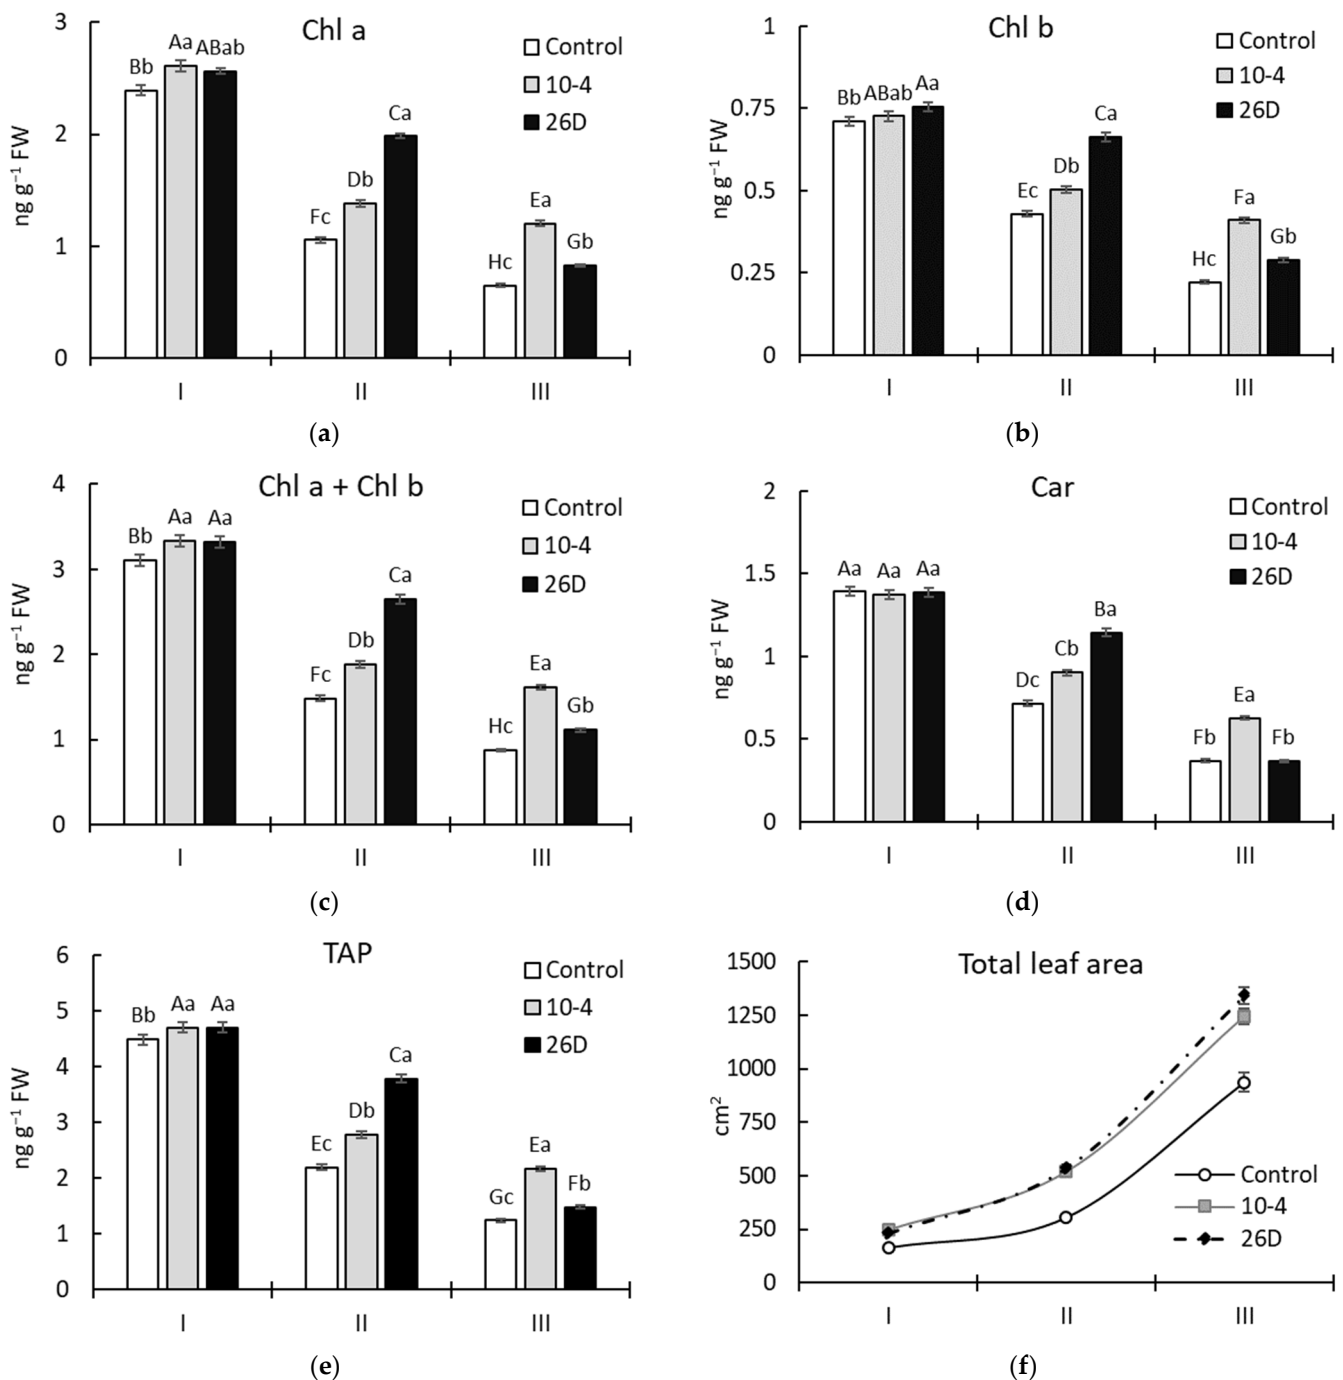 Chl a
3
2
1
0
ng g⁻¹ FW
Bb Aa ABab
Fc Db Ca
Hc Ea Gb
Control
10-4
26D
I II III
(a)
Chl b
1
0.75
0.5
0.25
0
ng g⁻¹ FW
Bb ABab Aa
Ec Db Ca
Hc Fa Gb
Control
10-4
26D
I II III
(b)
Chl a + Chl b
4
3
2
1
0
ng g⁻¹ FW
Bb Aa Aa
Fc Db Ca
Hc Ea Gb
Control
10-4
26D
I II III
(c)
Car
2
1.5
1
0.5
0
ng g⁻¹ FW
Aa Aa Aa
Dc Cb Ba
Fb Ea Fb
Control
10-4
26D
I II III
(d)
TAP
6
5
4
3
2
1
0
ng g⁻¹ FW
Bb Aa Aa
Ec Db Ca
Gc Ea Fb
Control
10-4
26D
I II III
(e)
Total leaf area
1500
1250
1000
750
500
250
0
cm²
Control
10-4
26D
I II III
(f)